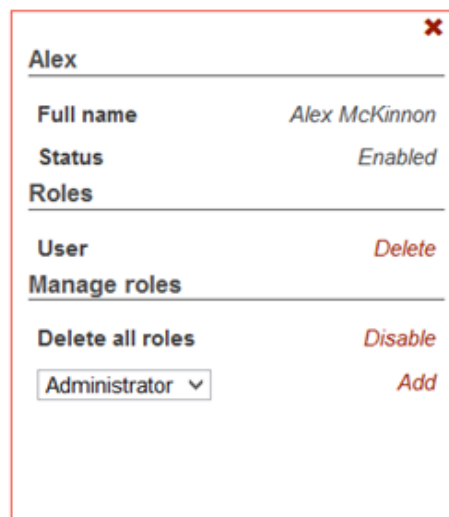 Alex
Full name Alex McKinnon
Status Enabled
Roles
User Delete
Manage roles
Delete all roles Disable
Administrator Add